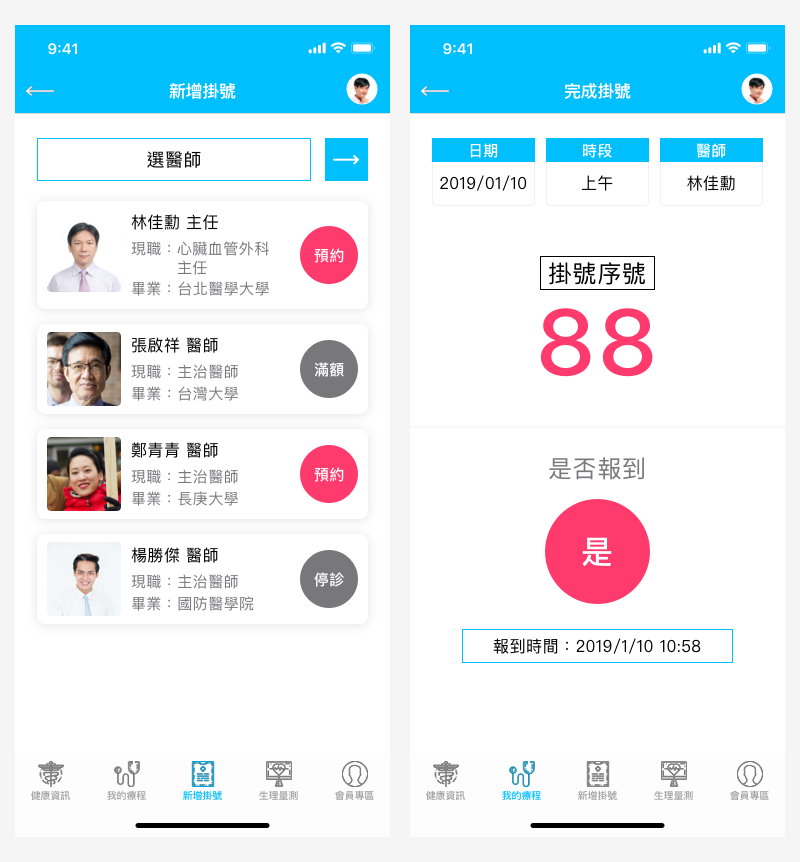 9:41
新增掛號
選醫師
林佳勳 主任
現職：心臟血管外科
主任
畢業：台北醫學大學
預約
張啟祥 醫師
現職：主治醫師
畢業：台灣大學
滿額
鄭青青 醫師
現職：主治醫師
畢業：長庚大學
預約
楊勝傑 醫師
現職：主治醫師
畢業：國防醫學院
停診
健康資訊
我的療程
新增掛號
生理量測
會員專區
9:41
完成掛號
日期
時段
醫師
2019/01/10
上午
林佳勳
掛號序號
88
是否報到
是
報到時間：2019/1/10 10:58
健康資訊
我的療程
新增掛號
生理量測
會員專區